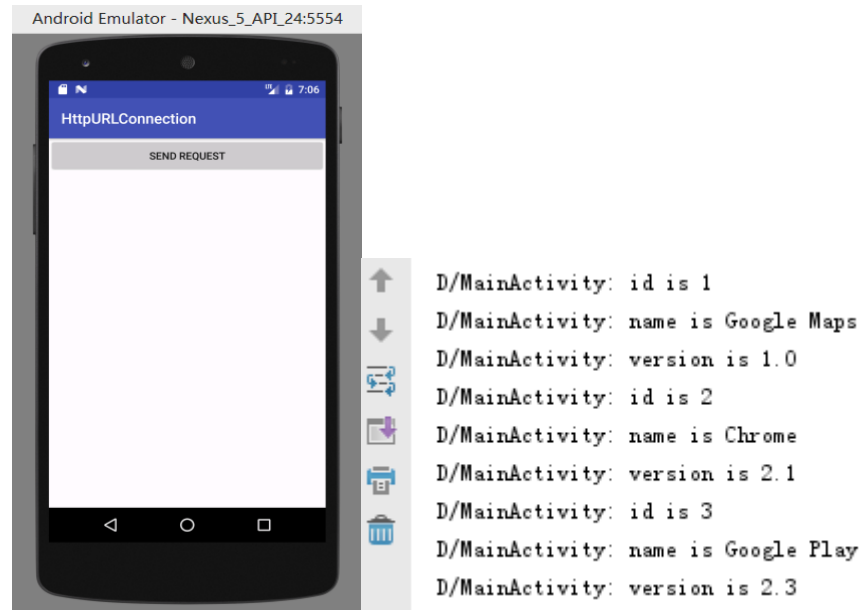 Android Emulator - Nexus_5_API_24:5554
7:06
HttpURLConnection
SEND REQUEST
D/MainActivity: id is 1
D/MainActivity: name is Google Maps
D/MainActivity: version is 1.0
D/MainActivity: id is 2
D/MainActivity: name is Chrome
D/MainActivity: version is 2.1
D/MainActivity: id is 3
D/MainActivity: name is Google Play
D/MainActivity: version is 2.3